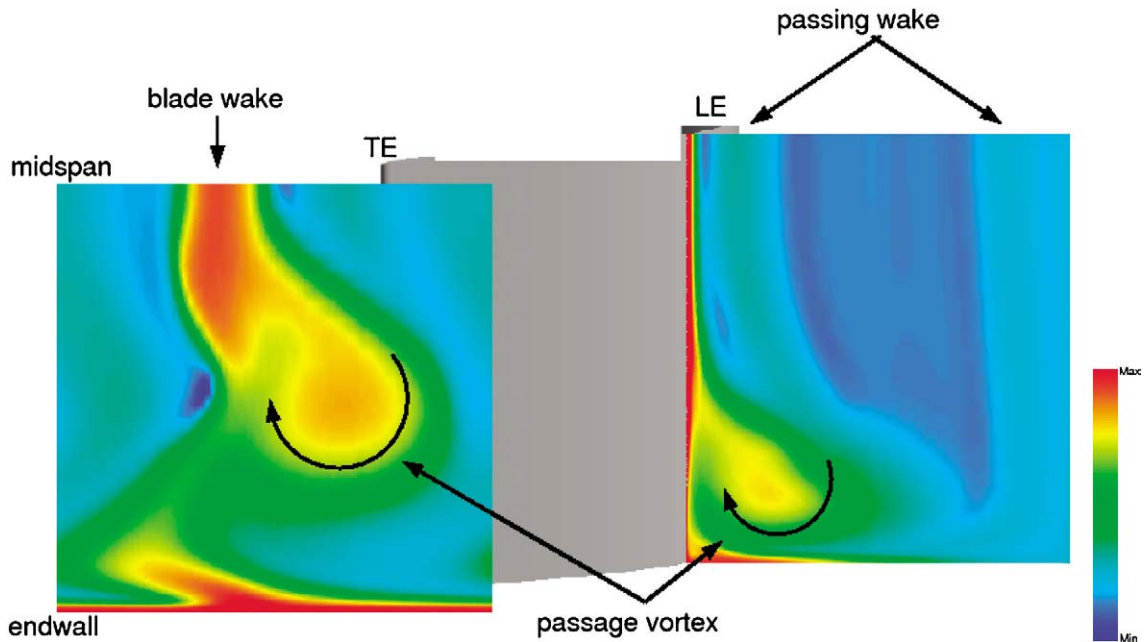 passing wake
blade wake
LE
TE
midspan
Max
Min
endwall
passage vortex